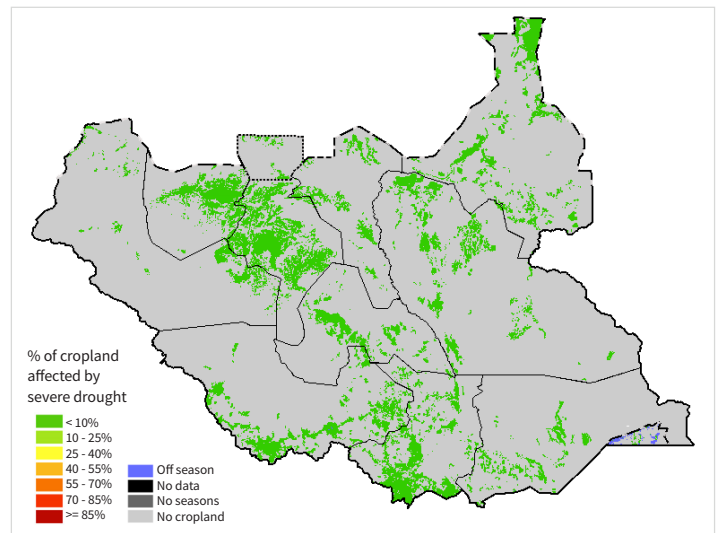 % of cropland
affected by
severe drought
< 10%
10 - 25%
25 - 40%
40 - 55%
55 - 70%
70 - 85%
>= 85%
Off season
No data
No seasons
No cropland